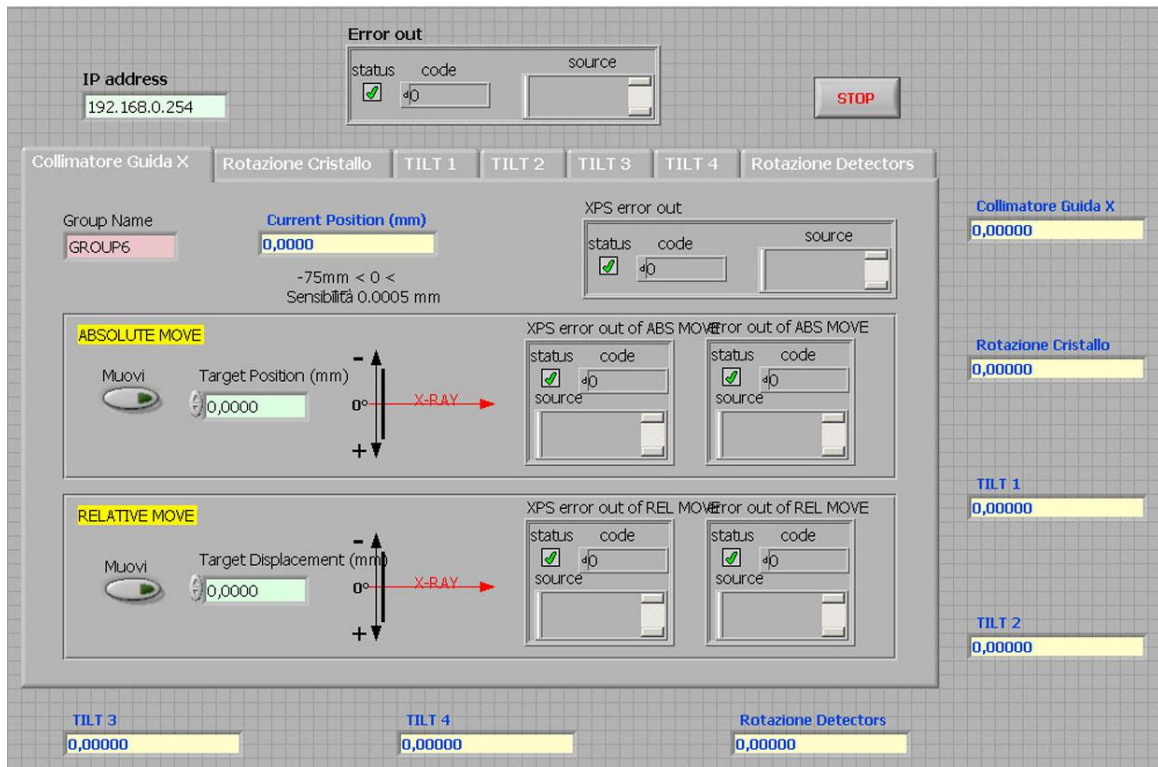 Error out
status code source
IP address
192.168.0.254
d 0
STOP
Collimatore Guida X Rotazione Cristallo TILT 1 TILT 2 TILT 3 TILT 4 Rotazione Detectors
Group Name
GROUP6
Current Position (mm)
0,0000
-75mm < 0 <
Sensibilità 0.0005 mm
XPS error out
status code source
d 0
ABSOLUTE MOVE
Muovi
Target Position (mm)
0,0000
-
0°
+
X-RAY
XPS error out of ABS MOVE
status code
d 0
source
error out of ABS MOVE
status code
d 0
source
RELATIVE MOVE
Muovi
Target Displacement (mm)
0,0000
-
0°
+
X-RAY
XPS error out of REL MOVE
status code
d 0
source
error out of REL MOVE
status code
d 0
source
Collimatore Guida X
0,00000
Rotazione Cristallo
0,00000
TILT 1
0,00000
TILT 2
0,00000
TILT 3
0,00000
TILT 4
0,00000
Rotazione Detectors
0,00000